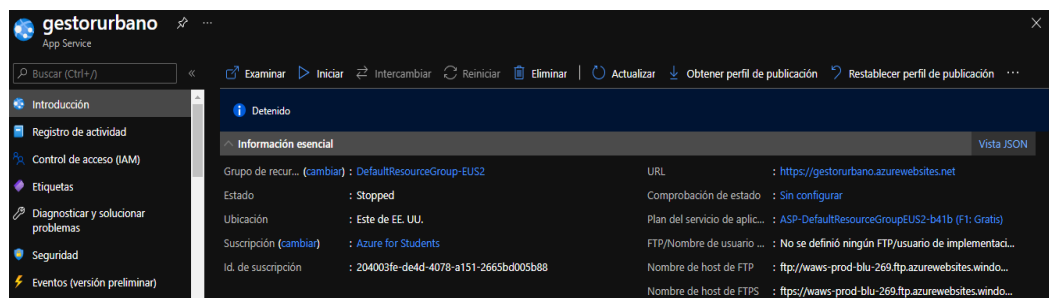 gestorurbano
App Service
Buscar (Ctrl+/)
Examinar Iniciar Intercambiar Reiniciar Eliminar Actualizar Obtener perfil de publicación Restablecer perfil de publicación ...
Introducción
Registro de actividad
Control de acceso (IAM)
Etiquetas
Diagnosticar y solucionar
problemas
Seguridad
Eventos (versión preliminar)
Detenido
Información esencial Vista JSON
Grupo de recur... (cambiar) : DefaultResourceGroup-EUS2
Estado : Stopped
Ubicación : Este de EE. UU.
Suscripción (cambiar) : Azure for Students
Id. de suscripción : 204003fe-de4d-4078-a151-2665bd005b88
URL : https://gestorurbano.azurewebsites.net
Comprobación de estado : Sin configurar
Plan del servicio de aplic... : ASP-DefaultResourceGroupEUS2-b41b (F1: Gratis)
FTP/Nombre de usuario ... : No se definió ningún FTP/usuario de implementaci...
Nombre de host de FTP : ftp://waws-prod-blu-269.ftp.azurewebsites.windo...
Nombre de host de FTPS : ftps://waws-prod-blu-269.ftp.azurewebsites.windo...